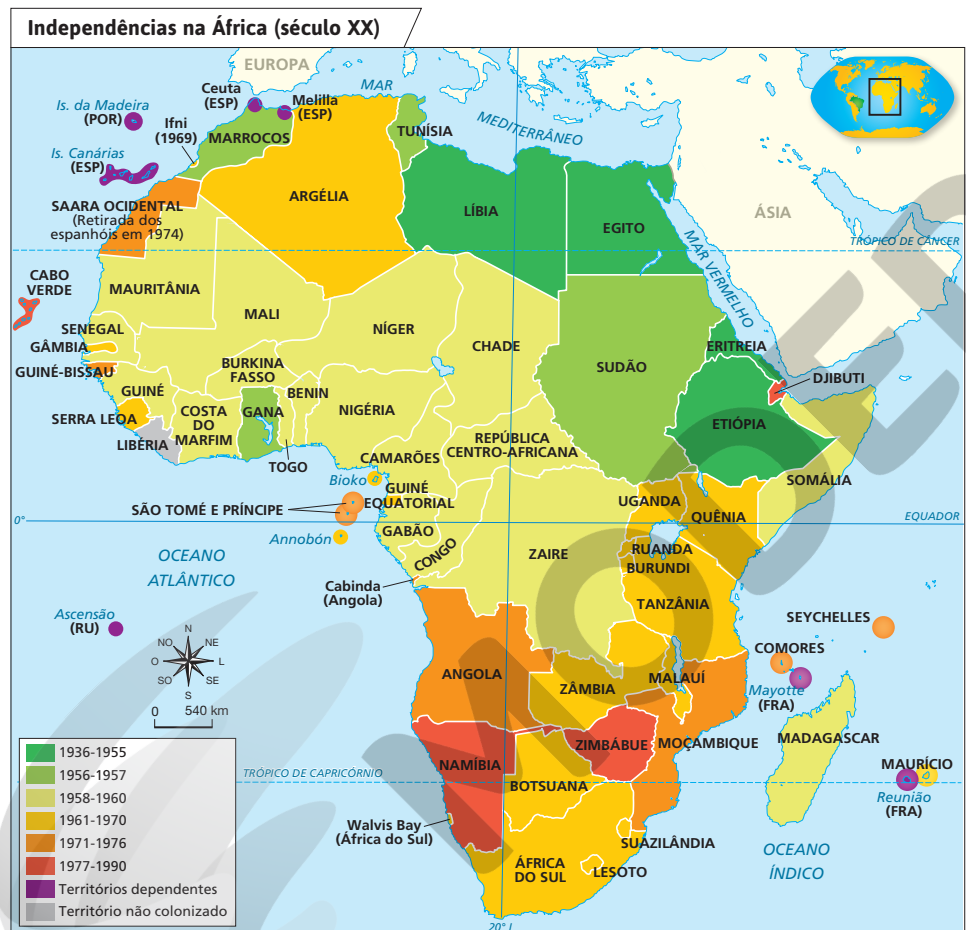 Independências na África (século XX)
EUROPA
Ceuta
(ESP)
MAR
Melilla
(ESP)
Is. da Madeira
(POR)
Ifni
(1969)
MARROCOS
TUNÍSIA
MEDITERRÂNEO
Is. Canárias
(ESP)
ARGÉLIA
SAARA OCIDENTAL
(Retirada dos
espanhóis em 1974)
LÍBIA
EGITO
ÁSIA
TRÓPICO DE CÂNCER
MAR VERMELHO
CABO
VERDE
MAURITÂNIA
MALI
NÍGER
CHADE
SENEGAL
GÂMBIA
GUINÉ-BISSAU
BURKINA
FASSO
SUDÃO
ERITREIA
DJIBUTI
GUINÉ
BENIN
NIGÉRIA
SERRA LEOA
COSTA
DO
MARFIM
GANA
ETIÓPIA
LIBÉRIA
TOGO
REPÚBLICA
CENTRO-AFRICANA
CAMARÕES
SOMÁLIA
Bioko
GUINÉ
EQUATORIAL
UGANDA
QUÊNIA
SÃO TOMÉ E PRÍNCIPE
0°
EQUADOR
Annobón
GABÃO
CONGO
ZAIRE
RUANDA
BURUNDI
OCEANO
ATLÂNTICO
Cabinda
(Angola)
TANZÂNIA
Ascensão
(RU)
SEYCHELLES
N
NO
NE
O
L
SO
SE
S
0 540 km
COMORES
ANGOLA
ZÂMBIA
MALAUÍ
Mayotte
(FRA)
MADAGASCAR
NAMÍBIA
ZIMBÁBUE
MOÇAMBIQUE
MAURÍCIO
TRÓPICO DE CAPRICÓRNIO
BOTSUANA
Reunião
(FRA)
Walvis Bay
(África do Sul)
SUAZILÂNDIA
ÁFRICA
DO SUL
LESOTO
OCEANO
ÍNDICO
20° L
1936-1955
1956-1957
1958-1960
1961-1970
1971-1976
1977-1990
Territórios dependentes
Território não colonizado